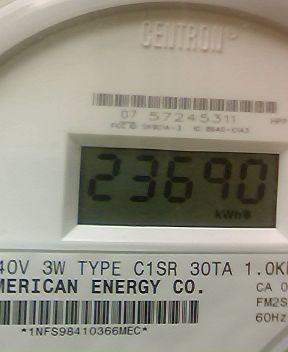 CENTRON
07 57245311
23690
kWh
40V 3W TYPE C1SR 30TA 1.0K
MERICAN ENERGY CO.
CA 0
FM2S
60Hz
*1NFS98410366MEC*